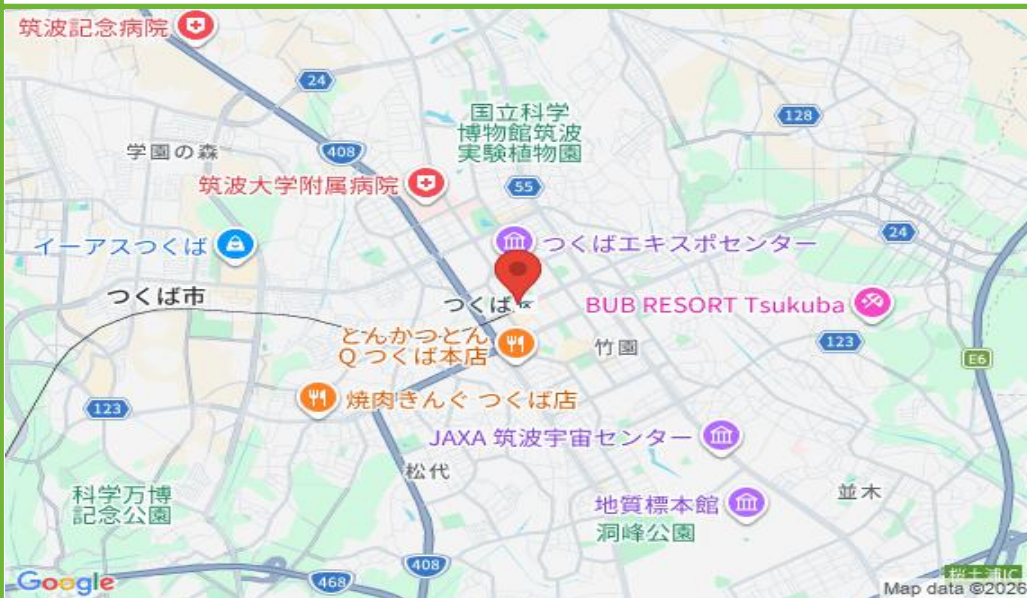 筑波記念病院
24
128
国立科学
博物館筑波
実験植物園
学園の森
408
筑波大学附属病院
55
24
イーアスつくば
つくばエキスポセンター
つくば市
つくば
BUB RESORT Tsukuba
とんかつとん
Q つくば本店
竹園
123
E6
焼肉きんぐ つくば店
123
JAXA 筑波宇宙センター
松代
科学万博
記念公園
地質標本館
並木
洞峰公園
408
468
桜土浦IC
Google
Map data ©2026